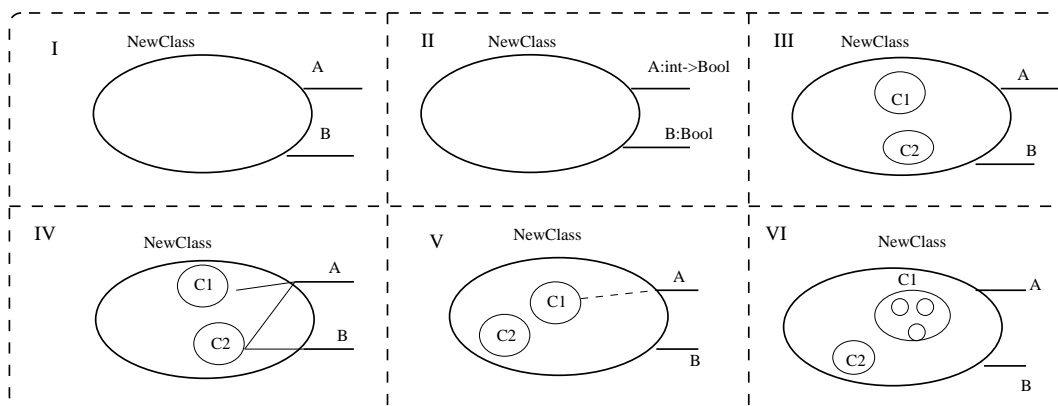 I
NewClass
A
B
II
NewClass
A:int->Bool
B:Bool
III
NewClass
A
C1
C2
B
IV
NewClass
A
C1
C2
B
V
NewClass
A
C1
C2
B
VI
NewClass
C1
A
C2
B